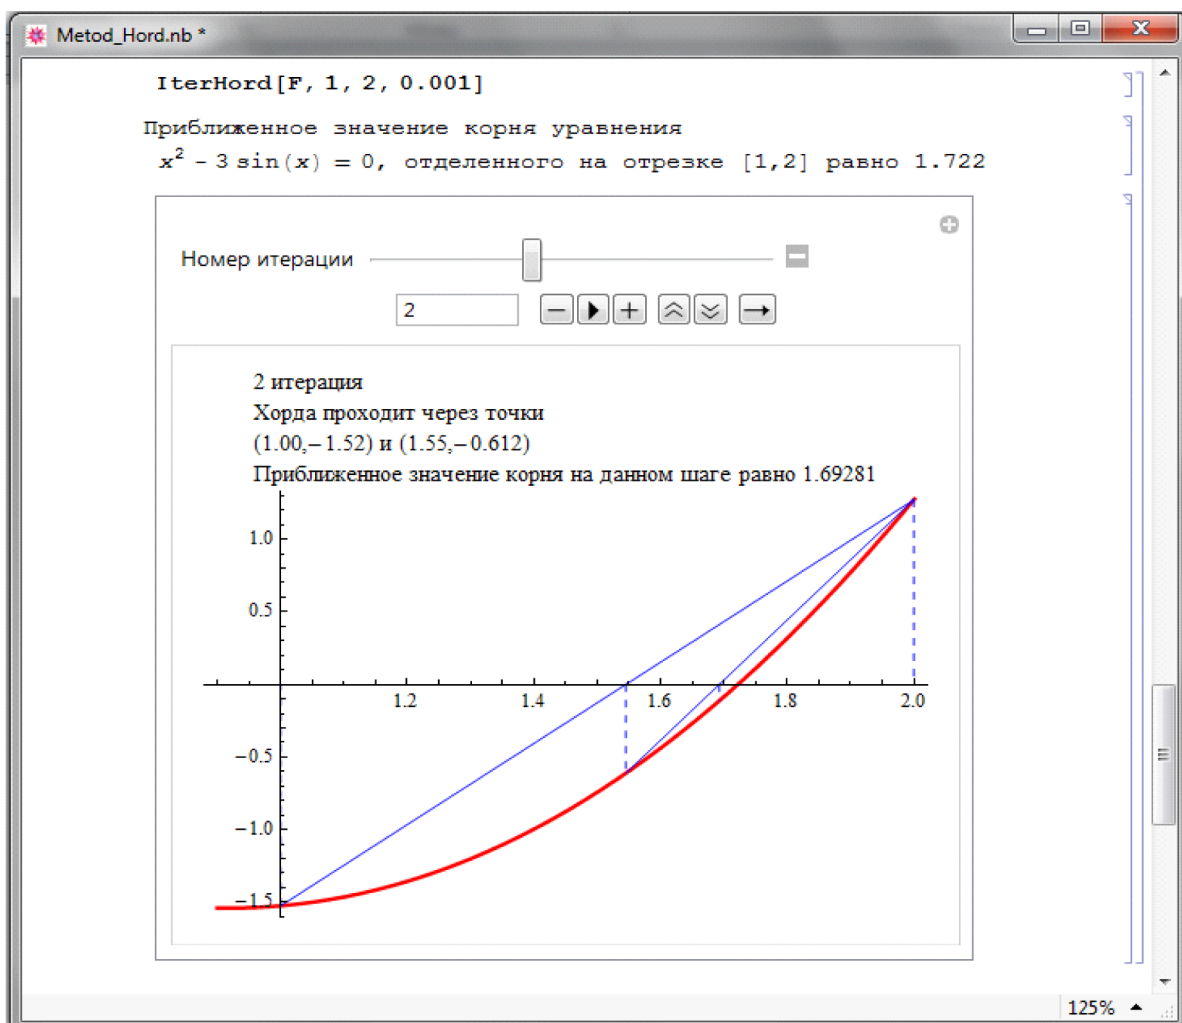 Metod_Hord.nb *
IterHord[F, 1, 2, 0.001]
Приближенное значение корня уравнения
x² - 3 sin(x) = 0, отделенного на отрезке [1,2] равно 1.722
Номер итерации
2
2 итерация
Хорда проходит через точки
(1.00,−1.52) и (1.55,−0.612)
Приближенное значение корня на данном шаге равно 1.69281
1.0
0.5
1.2 1.4 1.6 1.8 2.0
−0.5
−1.0
−1.5
125%